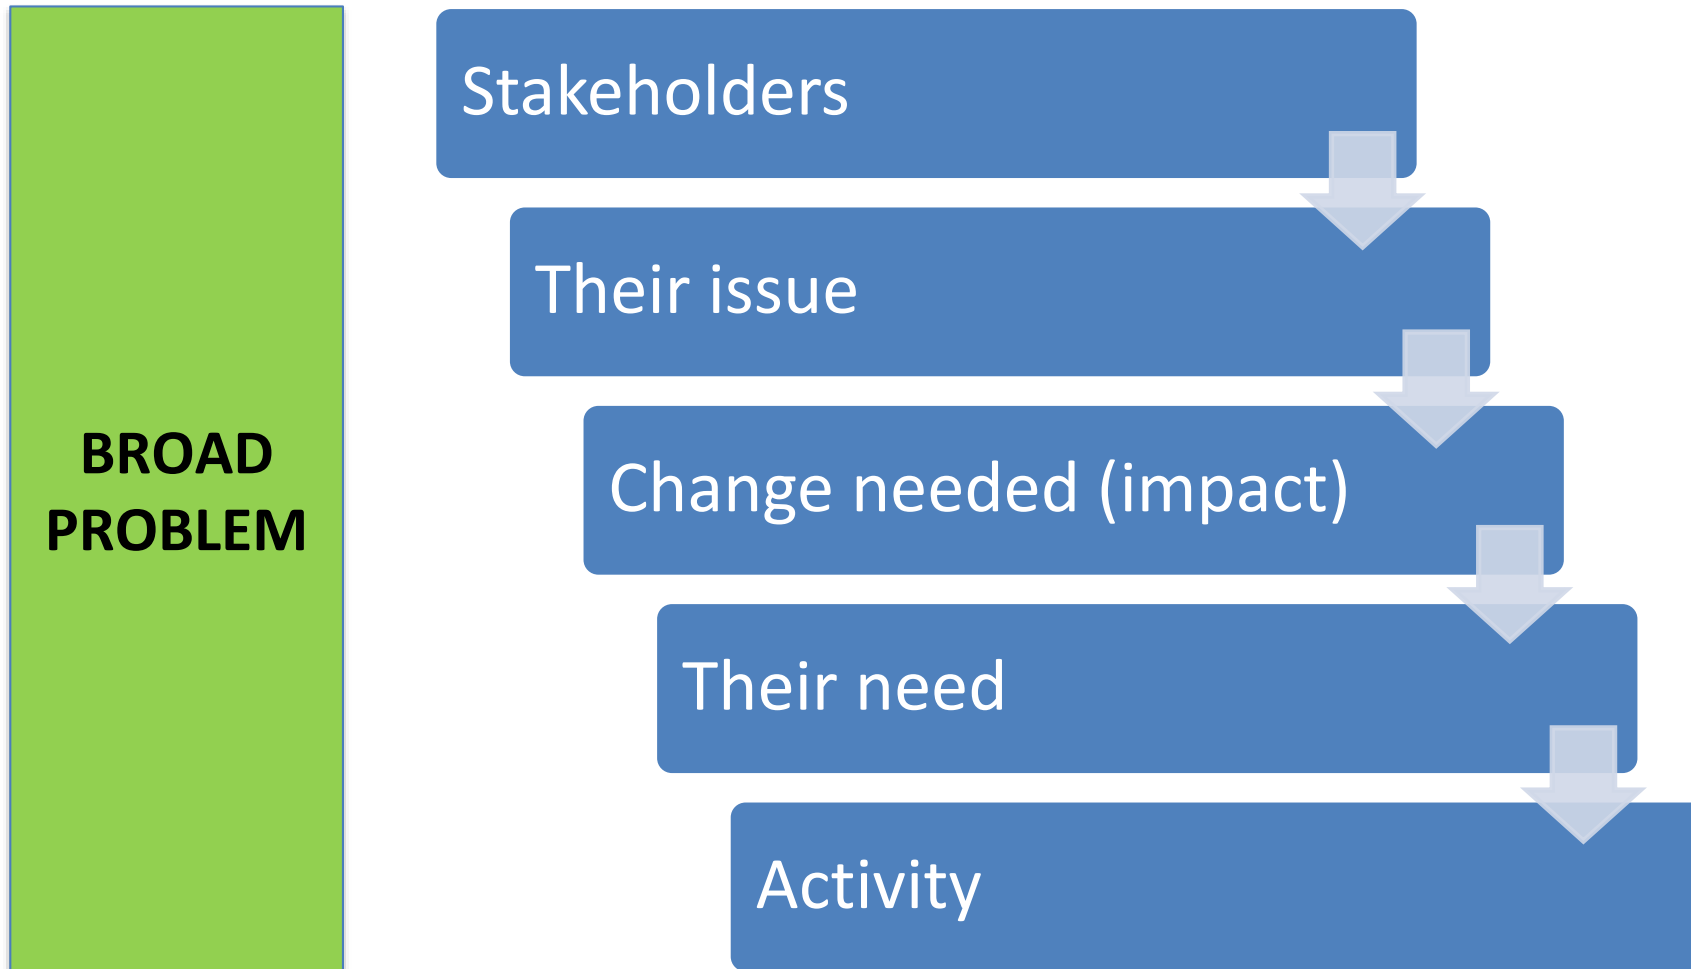 BROAD
PROBLEM
Stakeholders
Their issue
Change needed (impact)
Their need
Activity